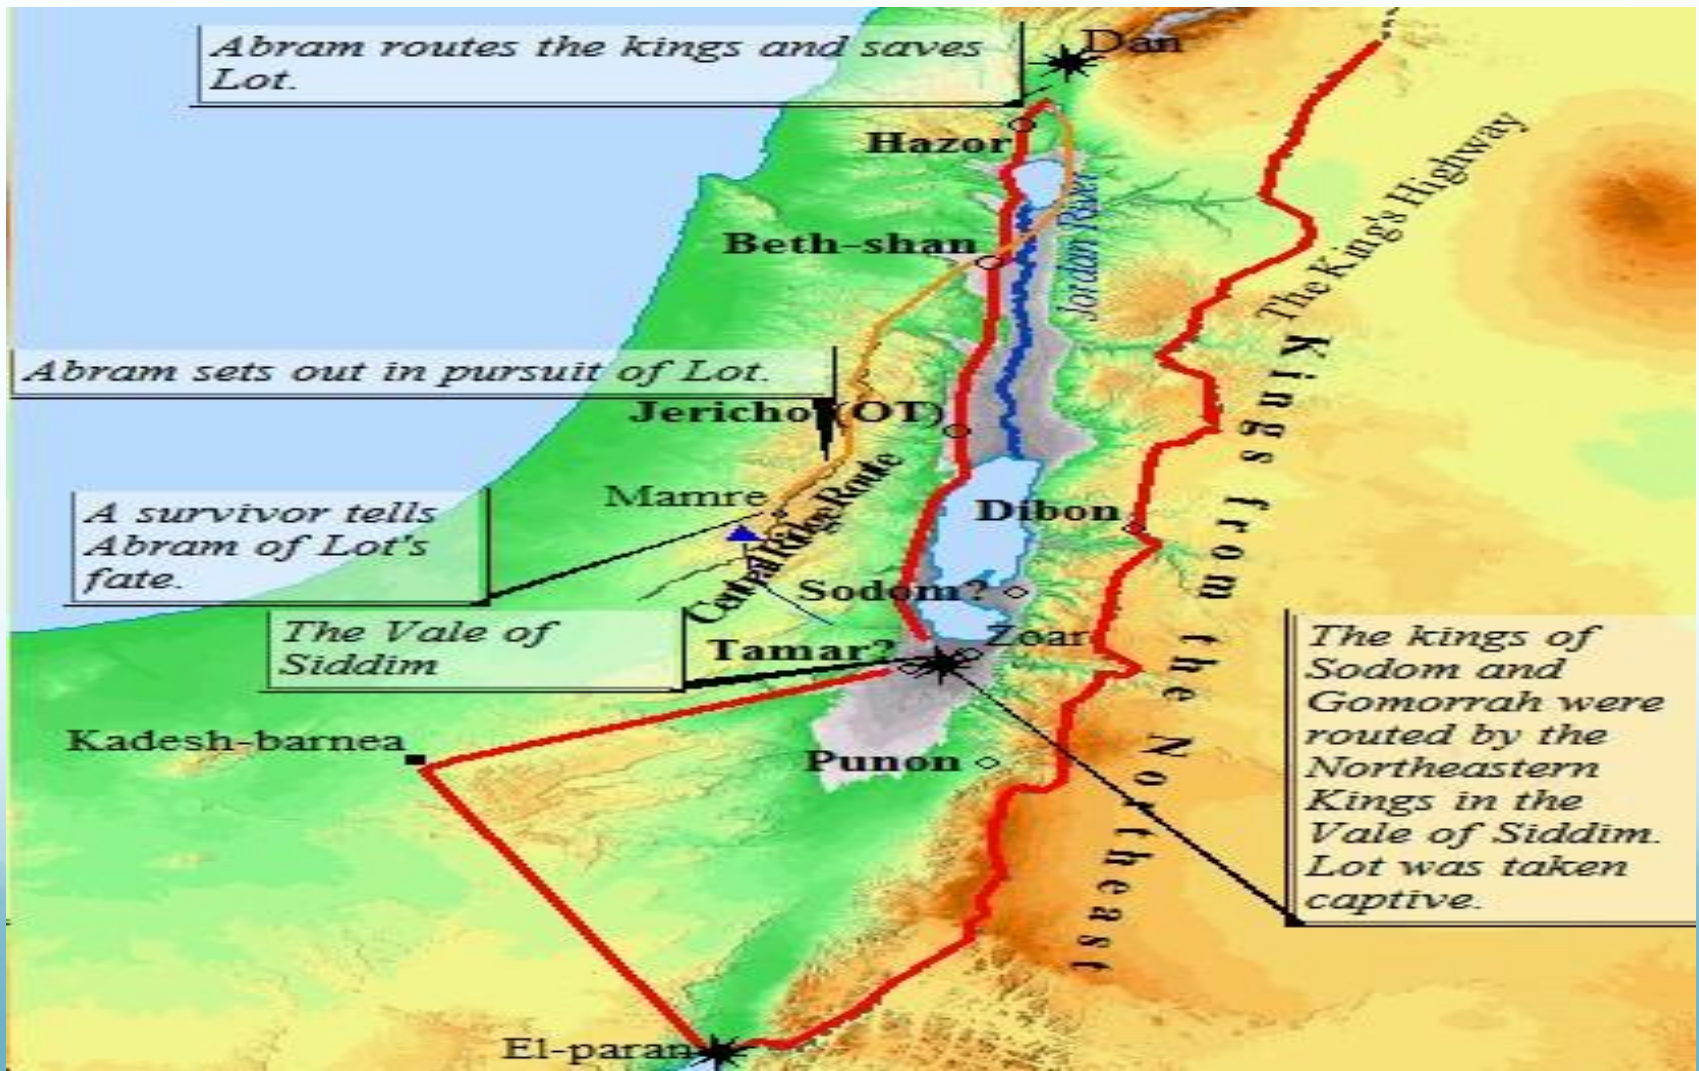 Abram routes the kings and saves
Lot.
Dan
Hazor
Jordan River
The King's Highway
Beth-shan
Abram sets out in pursuit of Lot.
Jericho (OT)
Kings from the Northeast
Mamre
Central Ridge Route
A survivor tells
Abram of Lot's
fate.
Dibon
Sodom?
The Vale of
Siddim
Tamar?
Zoar
The kings of
Sodom and
Gomorrah were
routed by the
Northeastern
Kings in the
Vale of Siddim.
Lot was taken
captive.
Kadesh-barnea
Punon
El-paran